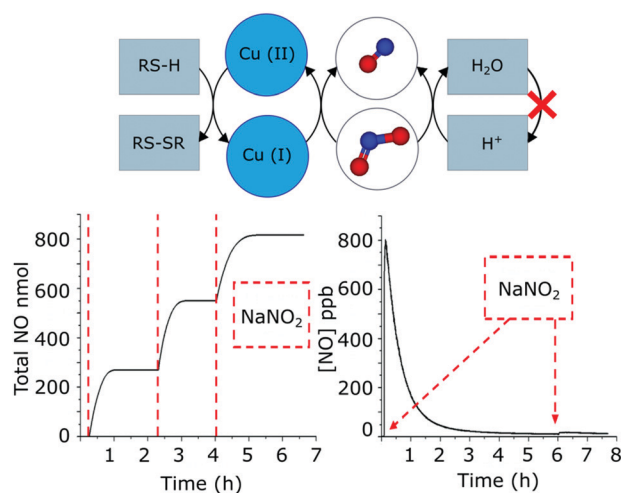 RS-H
Cu (II)
H₂O
RS-SR
Cu (I)
H⁺
Total NO nmol
800
600
400
200
0
1 2 3 4 5 6 7
Time (h)
NaNO₂
[NO] ppb
800
600
400
200
0
0 1 2 3 4 5 6 7 8
Time (h)
NaNO₂